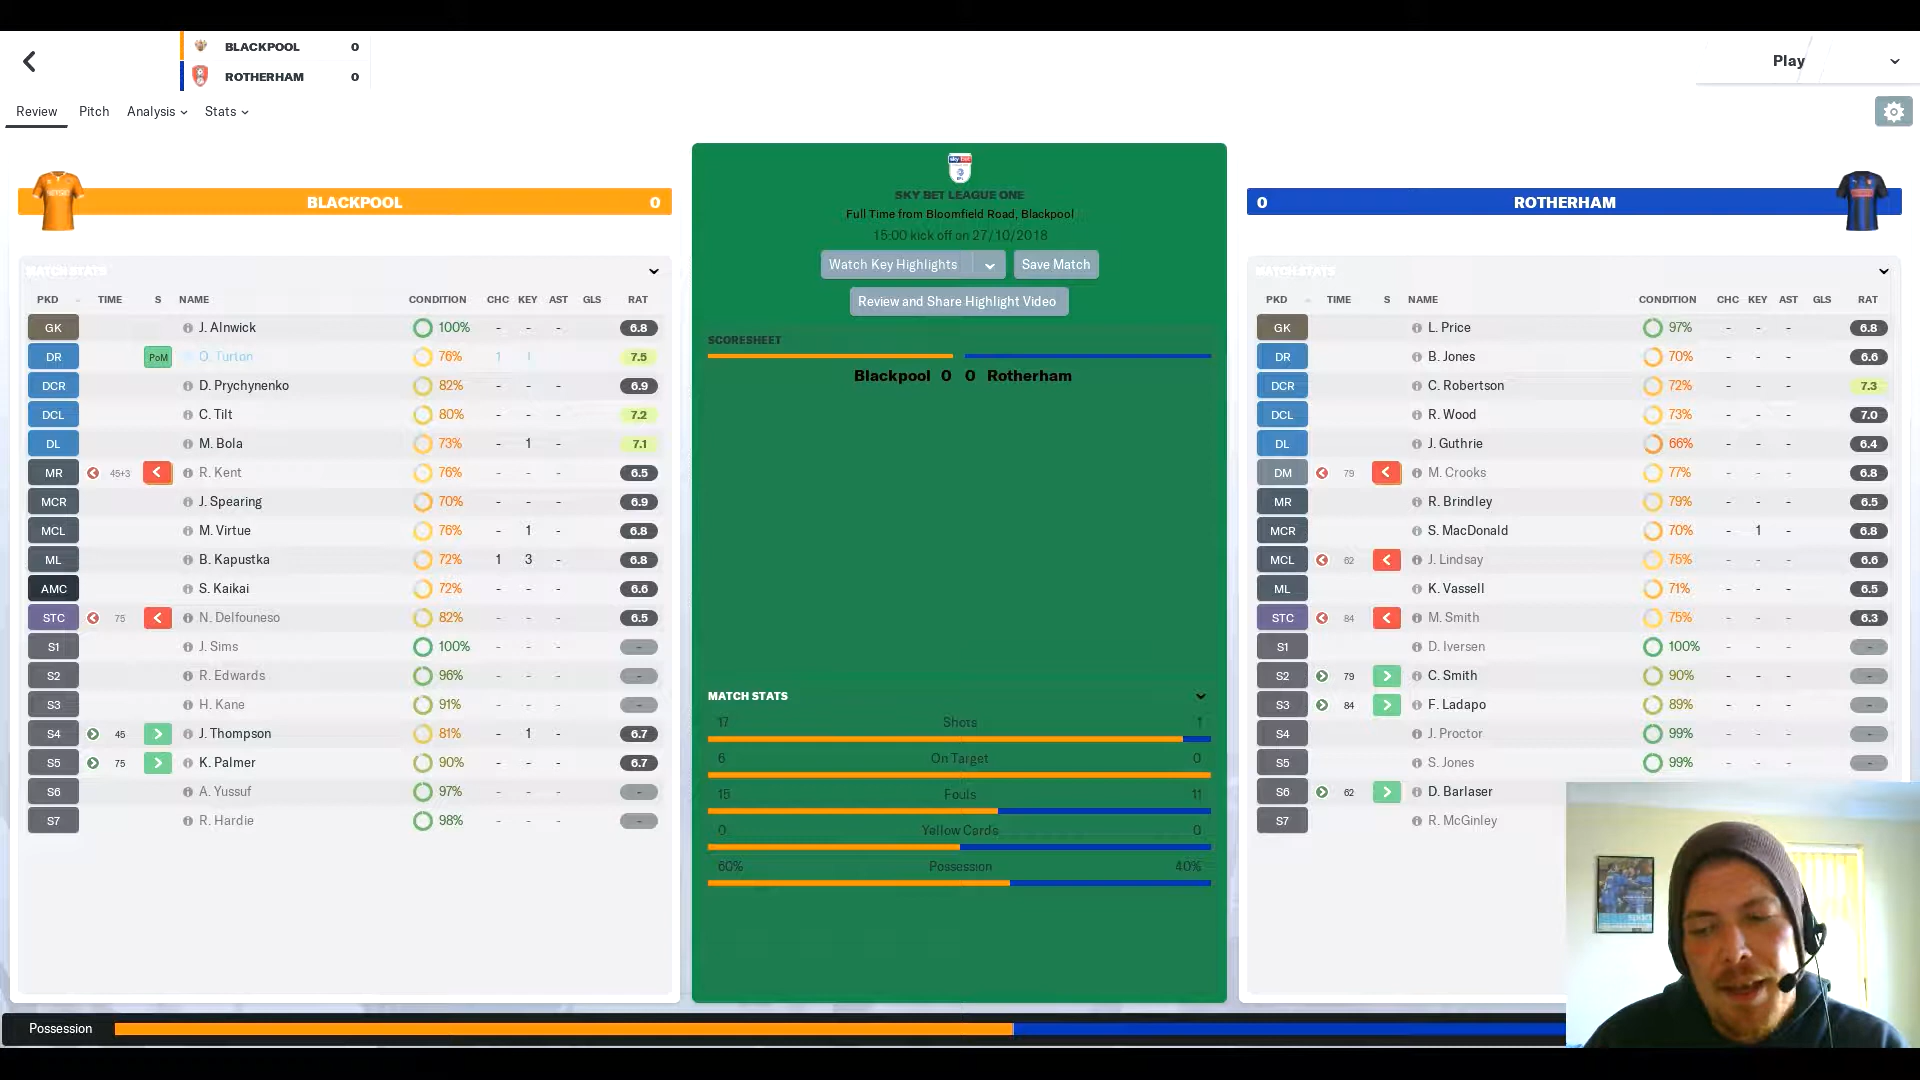 BLACKPOOL 0
ROTHERHAM 0
Play
Review Pitch Analysis Stats
BLACKPOOL 0
MATCH STATS
PKD TIME S NAME CONDITION CHC KEY AST GLS RAT
GK J. Alnwick 100% - - - 6.8
DR PoM O. Turton 76% 1 1 - 7.5
DCR D. Prychynenko 82% - - - 6.9
DCL C. Tilt 80% - - - 7.2
DL M. Bola 73% - 1 - 7.1
MR 45+3 R. Kent 76% - - - 6.5
MCR J. Spearing 70% - - - 6.9
MCL M. Virtue 76% - 1 - 6.8
ML B. Kapustka 72% 1 3 - 6.8
AMC S. Kaikai 72% - - - 6.6
STC 75 N. Delfouneso 82% - - - 6.5
S1 J. Sims 100% - - - -
S2 R. Edwards 96% - - - -
S3 H. Kane 91% - - - -
S4 45 J. Thompson 81% - 1 - 6.7
S5 75 K. Palmer 90% - - - 6.7
S6 A. Yussuf 97% - - - -
S7 R. Hardie 98% - - - -
sky bet
EFL
SKY BET LEAGUE ONE
Full Time from Bloomfield Road, Blackpool
15:00 kick off on 27/10/2018
Watch Key Highlights Save Match
Review and Share Highlight Video
SCORESHEET
Blackpool 0 0 Rotherham
MATCH STATS
17 Shots 1
6 On Target 0
15 Fouls 11
0 Yellow Cards 0
60% Possession 40%
0 ROTHERHAM
MATCH STATS
PKD TIME S NAME CONDITION CHC KEY AST GLS RAT
GK L. Price 97% - - - 6.8
DR B. Jones 70% - - - 6.6
DCR C. Robertson 72% - - - 7.3
DCL R. Wood 73% - - - 7.0
DL J. Guthrie 66% - - - 6.4
DM 79 M. Crooks 77% - - - 6.8
MR R. Brindley 79% - - - 6.5
MCR S. MacDonald 70% - 1 - 6.8
MCL 62 J. Lindsay 75% - - - 6.6
ML K. Vassell 71% - - - 6.5
STC 84 M. Smith 75% - - - 6.3
S1 D. Iversen 100% - - - -
S2 79 C. Smith 90% - - - -
S3 84 F. Ladapo 89% - - - -
S4 J. Proctor 99% - - - -
S5 S. Jones 99% - - - -
S6 62 D. Barlaser
S7 R. McGinley
Possession